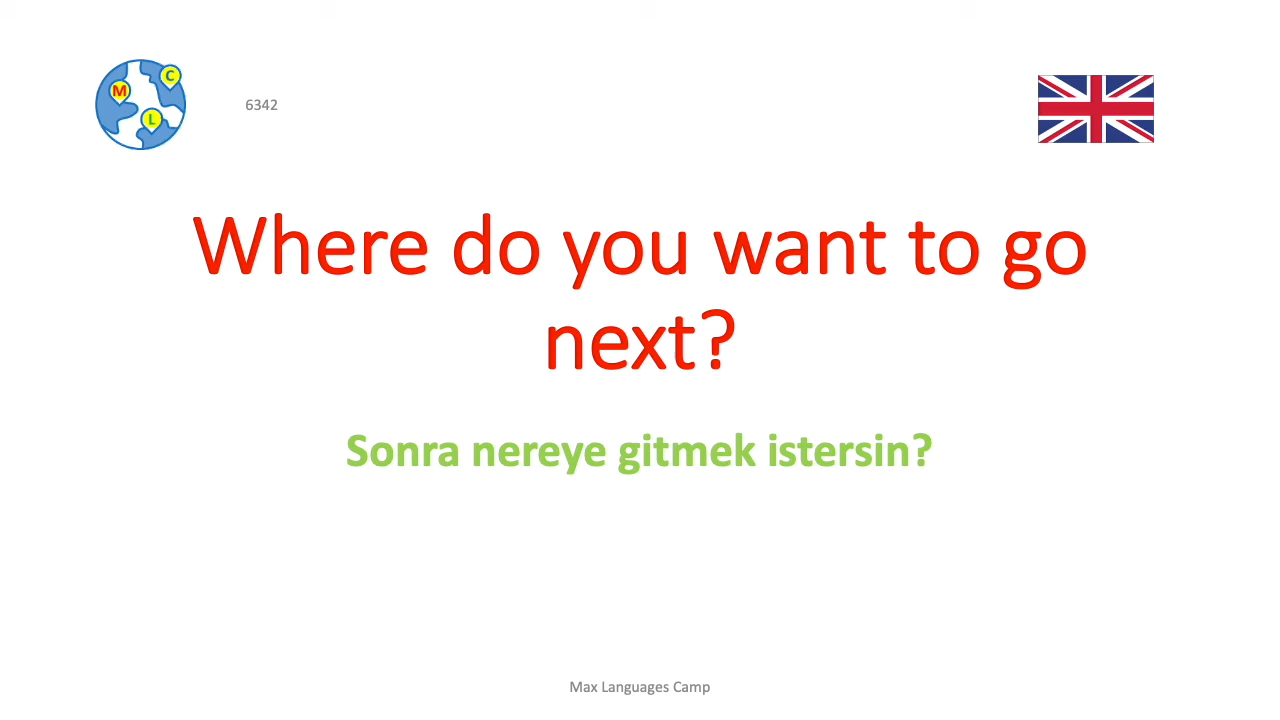 M
C
L
6342
Where do you want to go
next?
Sonra nereye gitmek istersin?
Max Languages Camp